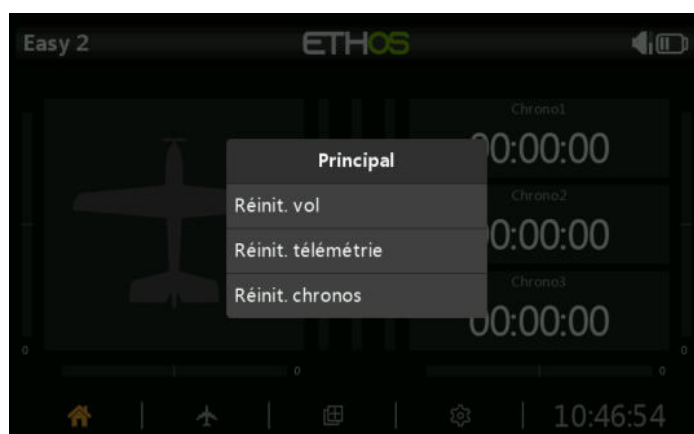 Easy 2
ETHOS
Chrono1
00:00:00
Principal
Réinit. vol
Chrono2
00:00:00
Réinit. télémétrie
Réinit. chronos
Chrono3
00:00:00
0
0
0
0
10:46:54